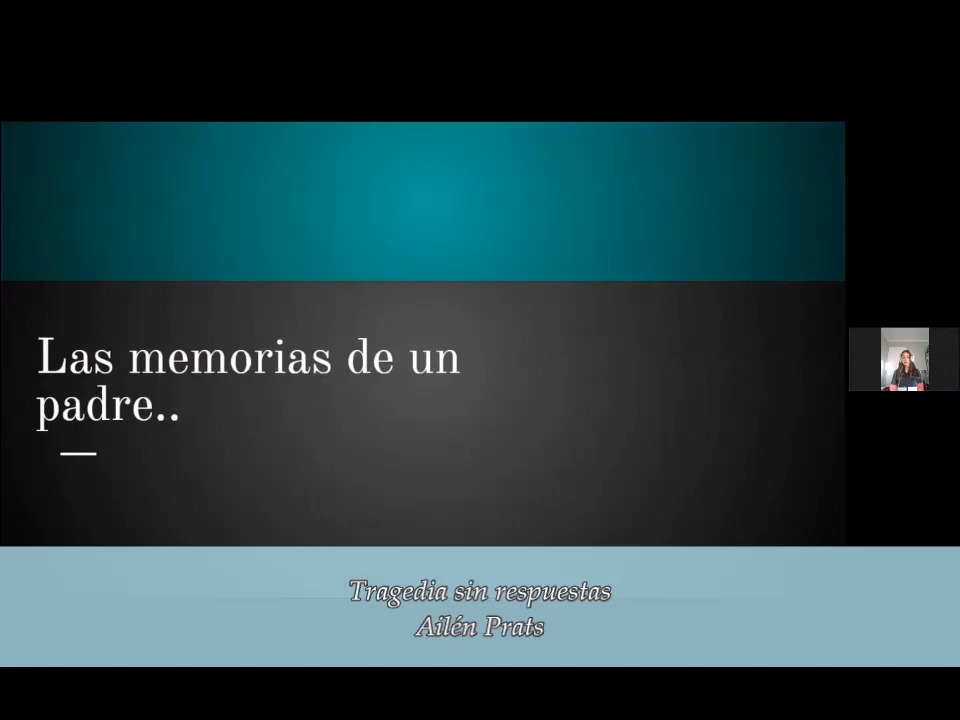 Las memorias de un
padre..
Tragedia sin respuestas
Ailén Prats